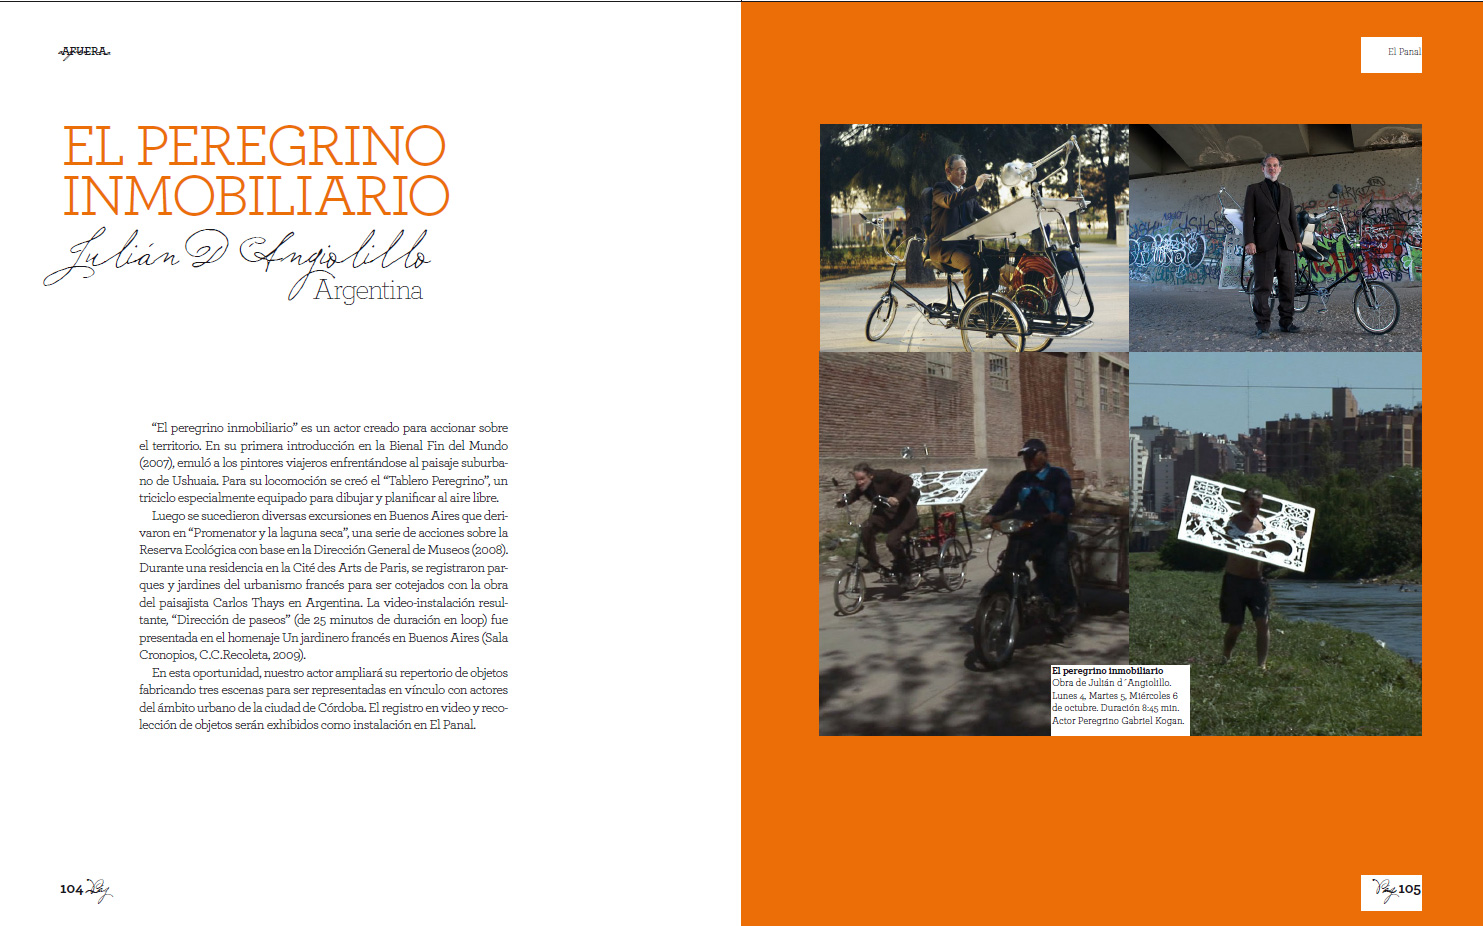 AFUERA
EL PEREGRINO
INMOBILIARIO
Julián D Angiolillo
Argentina
“El peregrino inmobiliario” es un actor creado para accionar sobre
el territorio. En su primera introducción en la Bienal Fin del Mundo
(2007), emuló a los pintores viajeros enfrentándose al paisaje suburba-
no de Ushuaia. Para su locomoción se creó el “Tablero Peregrino”, un
triciclo especialmente equipado para dibujar y planificar al aire libre.
Luego se sucedieron diversas excursiones en Buenos Aires que deri-
varon en “Promenator y la laguna seca”, una serie de acciones sobre la
Reserva Ecológica con base en la Dirección General de Museos (2008).
Durante una residencia en la Cité des Arts de Paris, se registraron par-
ques y jardines del urbanismo francés para ser cotejados con la obra
del paisajista Carlos Thays en Argentina. La video-instalación resul-
tante, “Dirección de paseos” (de 25 minutos de duración en loop) fue
presentada en el homenaje Un jardinero francés en Buenos Aires (Sala
Cronopios, C.C.Recoleta, 2009).
En esta oportunidad, nuestro actor ampliará su repertorio de objetos
fabricando tres escenas para ser representadas en vínculo con actores
del ámbito urbano de la ciudad de Córdoba. El registro en video y reco-
lección de objetos serán exhibidos como instalación en El Panal.
104 Pág
El Panal
El peregrino inmobiliario
Obra de Julián d´Angiolillo.
Lunes 4, Martes 5, Miércoles 6
de octubre. Duración 8:45 min.
Actor Peregrino Gabriel Kogan.
Pág 105